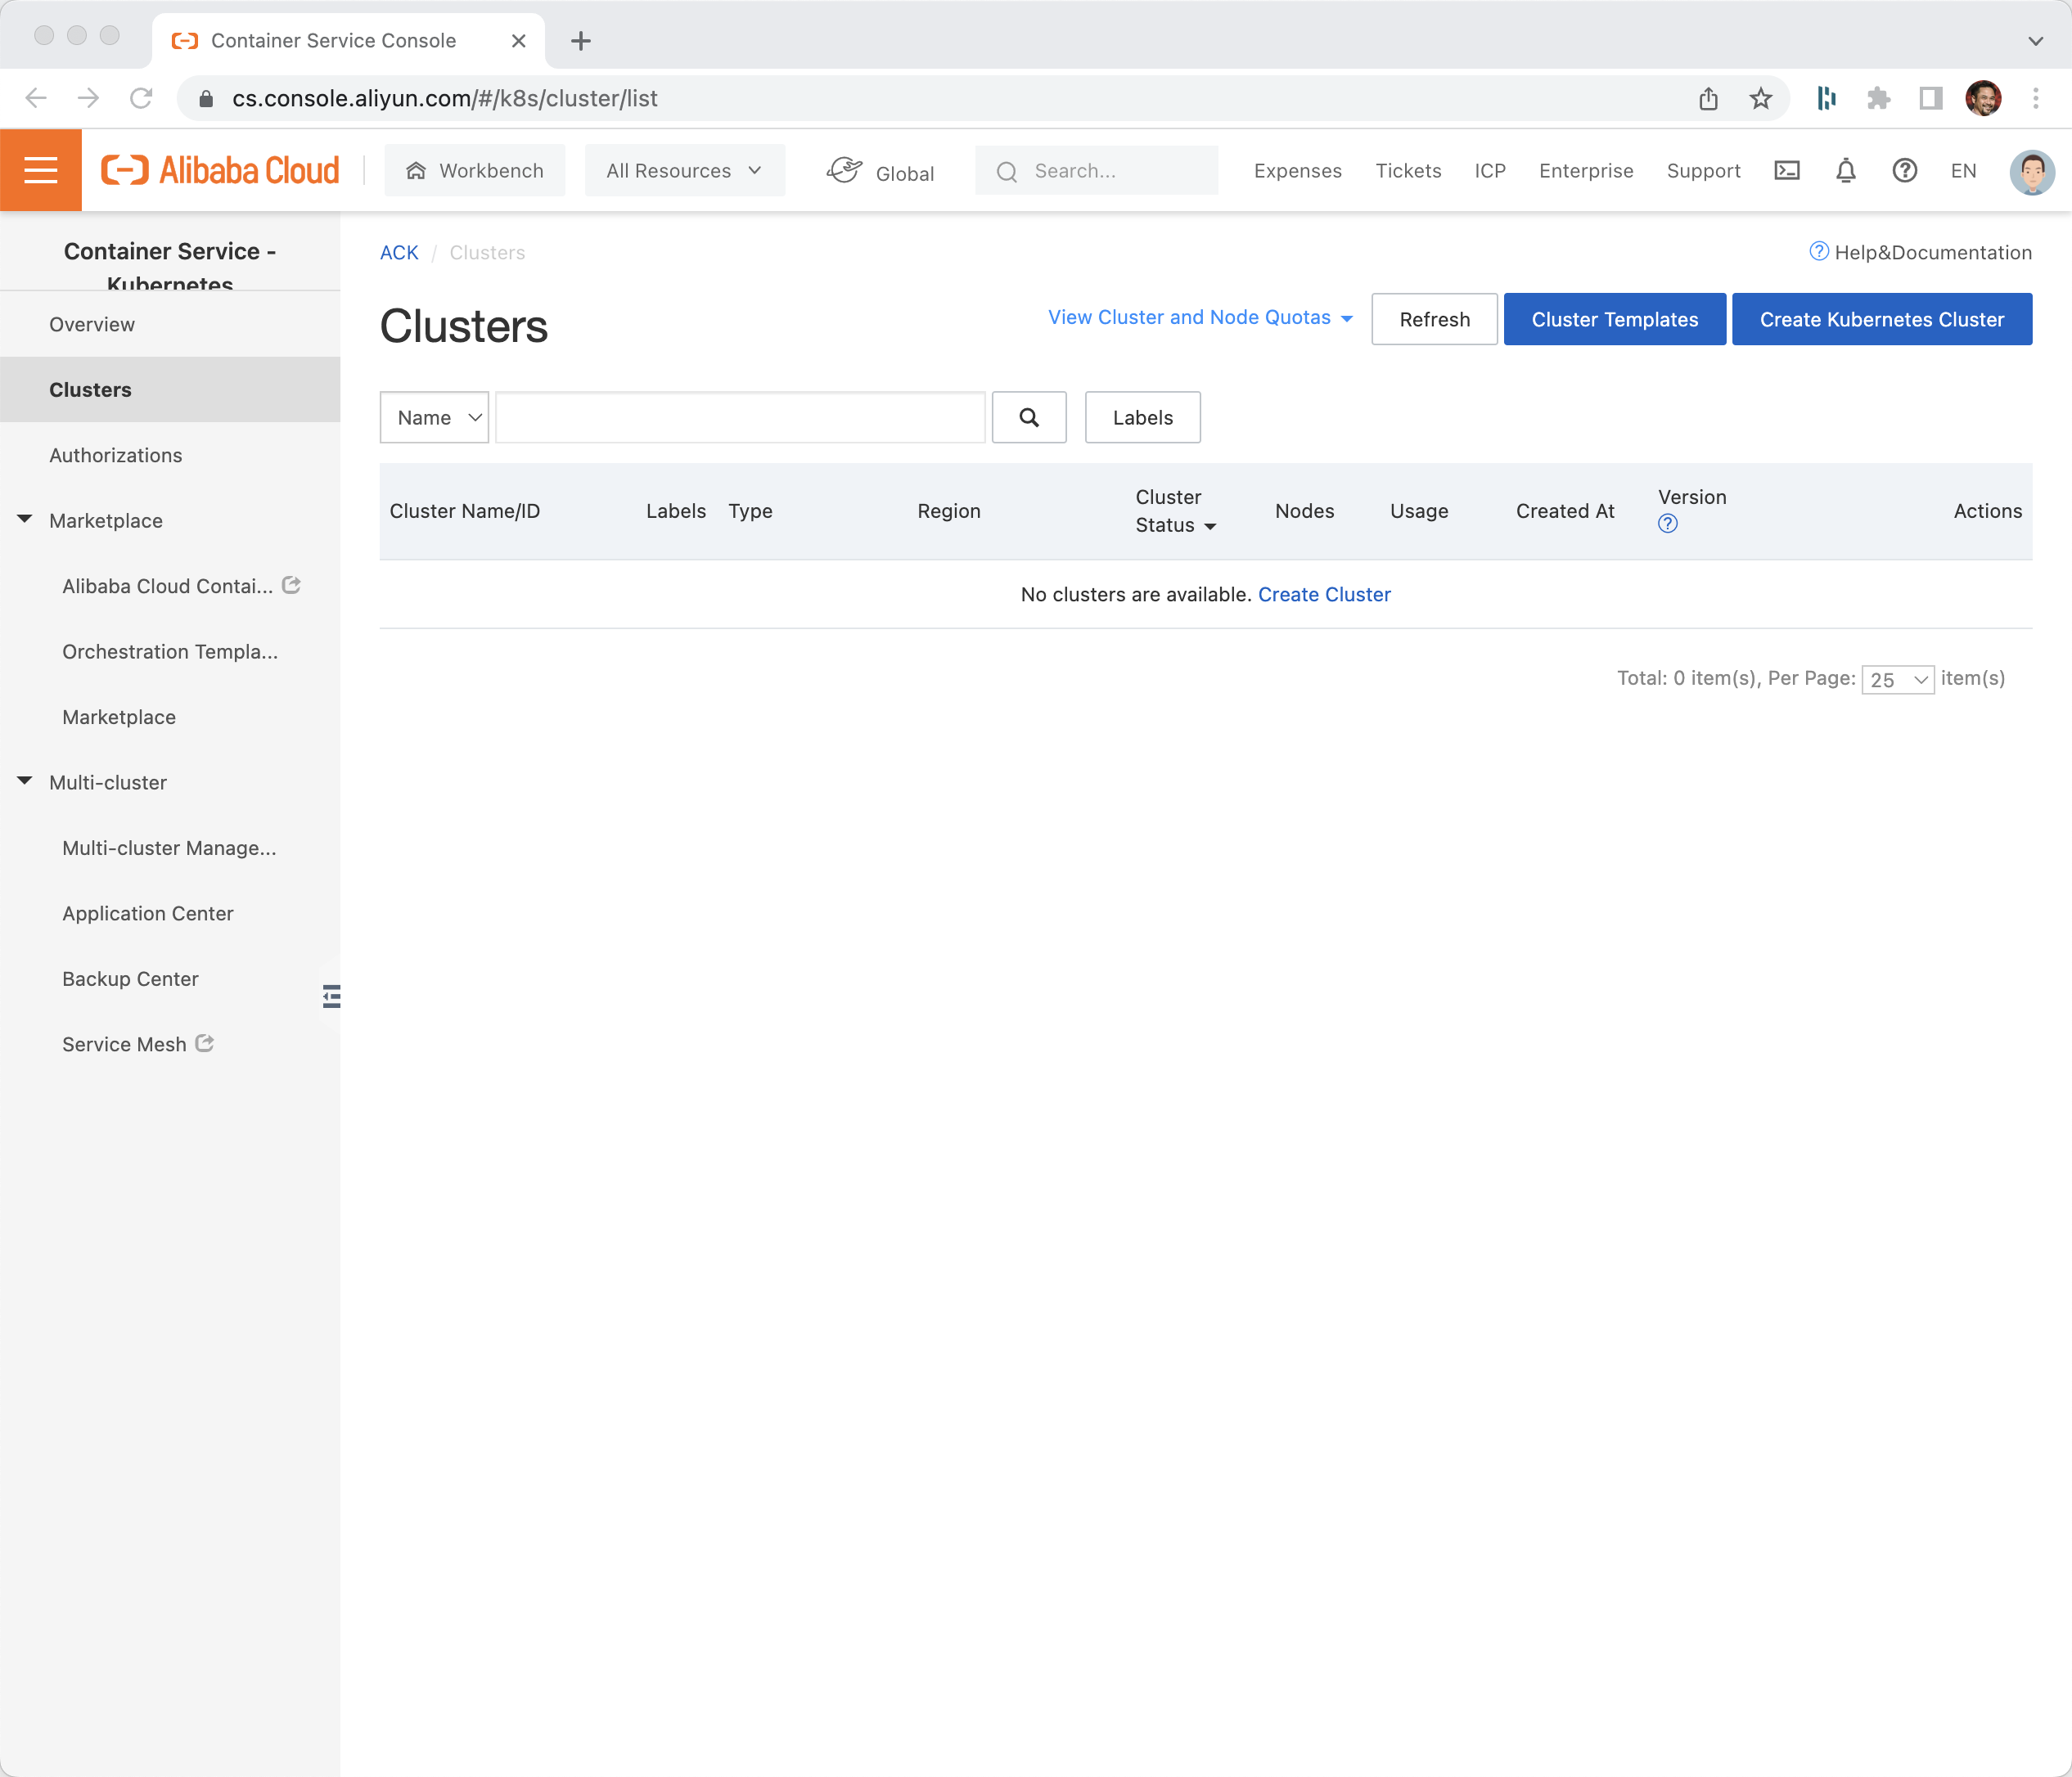 Container Service Console
cs.console.aliyun.com/#/k8s/cluster/list
Alibaba Cloud
Workbench
All Resources
Global
Search...
Expenses
Tickets
ICP
Enterprise
Support
EN
Container Service -
Kubernetes
Overview
Clusters
Authorizations
Marketplace
Alibaba Cloud Contai...
Orchestration Templa...
Marketplace
Multi-cluster
Multi-cluster Manage...
Application Center
Backup Center
Service Mesh
ACK / Clusters
Help&Documentation
Clusters
View Cluster and Node Quotas
Refresh
Cluster Templates
Create Kubernetes Cluster
Name
Labels
Cluster Name/ID
Labels
Type
Region
Cluster
Status
Nodes
Usage
Created At
Version
Actions
No clusters are available. Create Cluster
Total: 0 item(s), Per Page: 25 item(s)